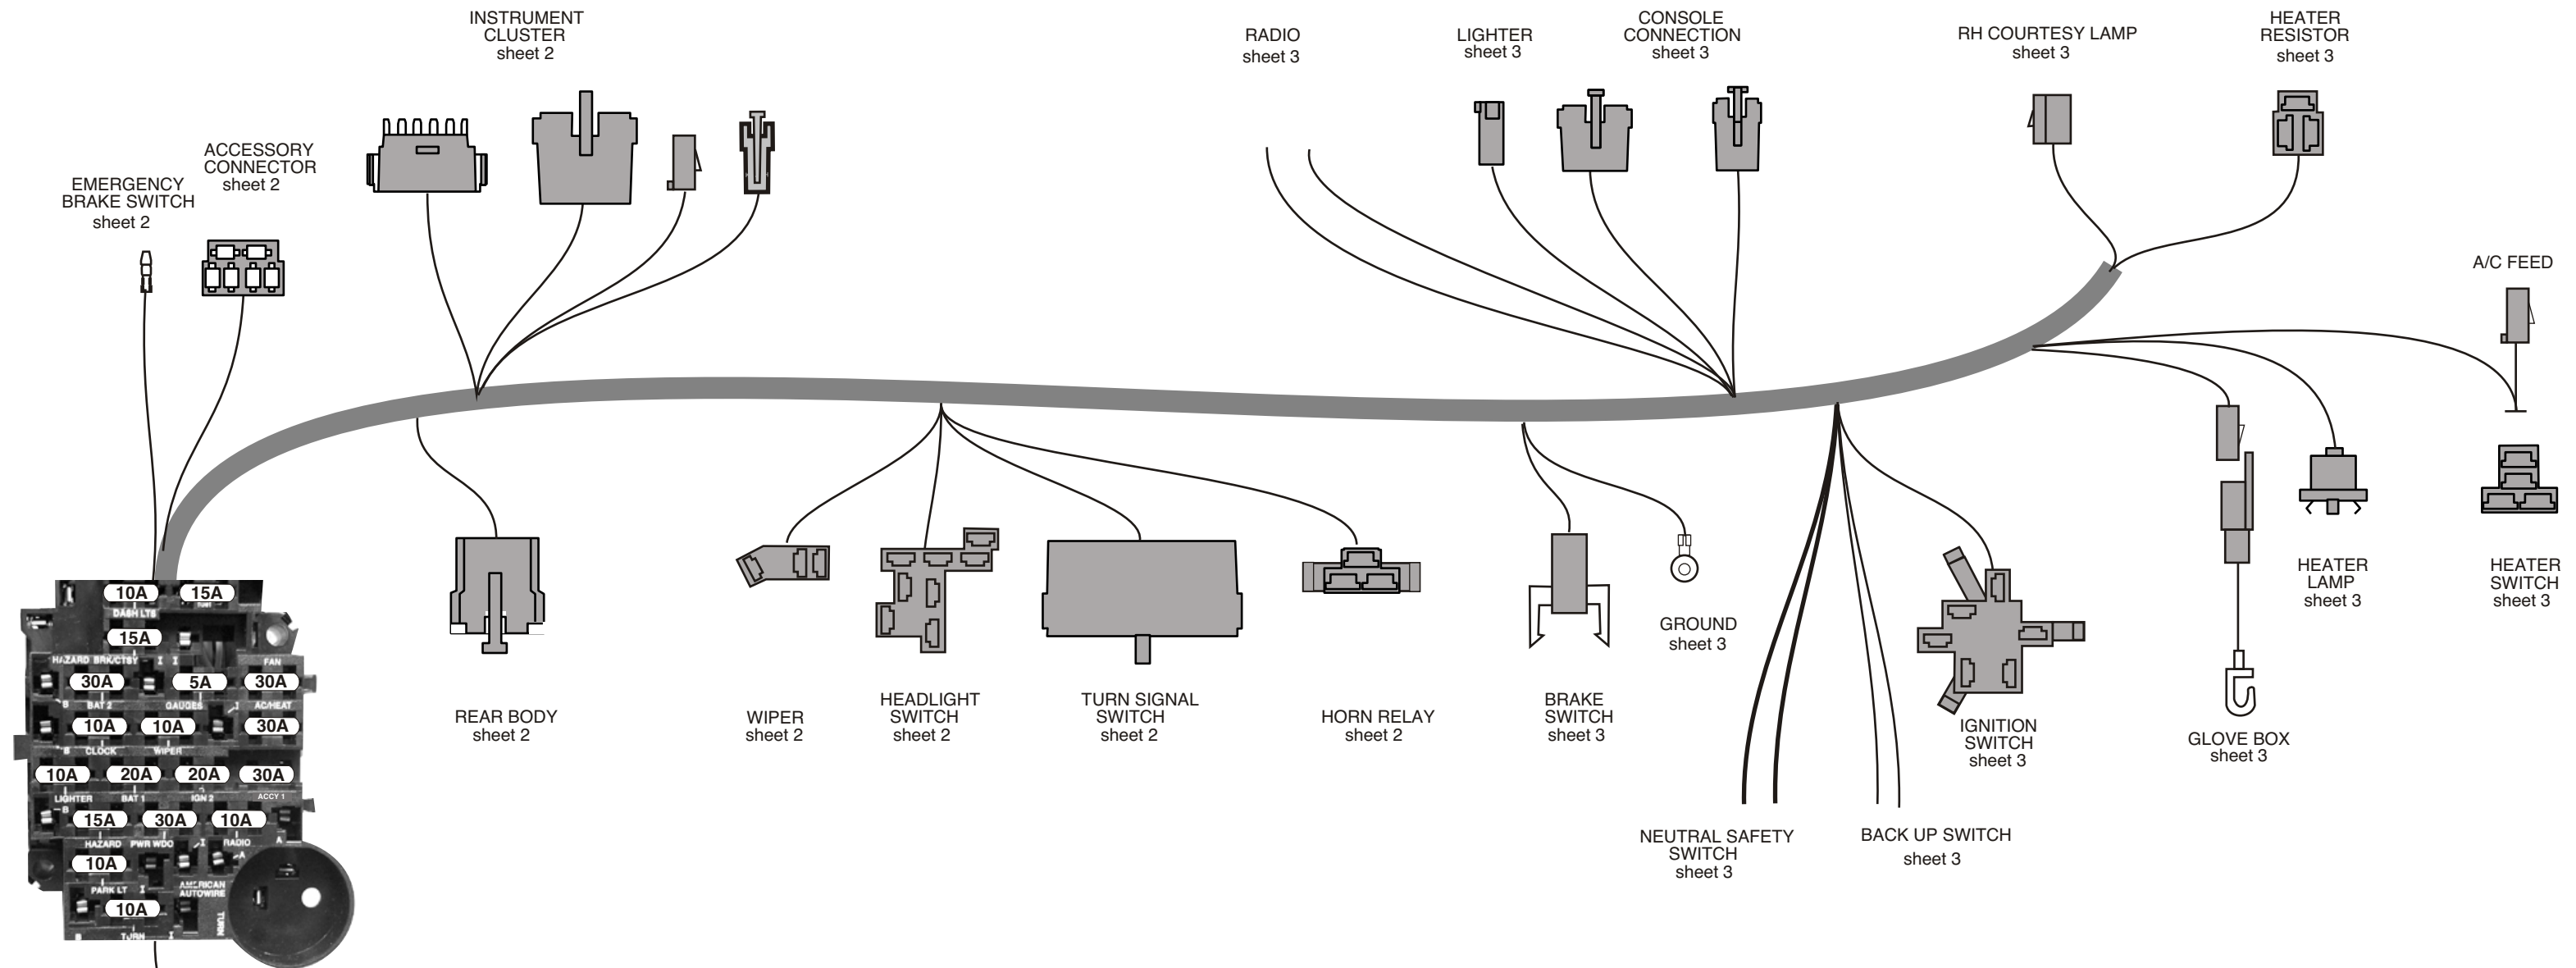 INSTRUMENT
CLUSTER
sheet 2
RADIO
sheet 3
LIGHTER
sheet 3
CONSOLE
CONNECTION
sheet 3
RH COURTESY LAMP
sheet 3
HEATER
RESISTOR
sheet 3
ACCESSORY
CONNECTOR
sheet 2
EMERGENCY
BRAKE SWITCH
sheet 2
A/C FEED
REAR BODY
sheet 2
WIPER
sheet 2
HEADLIGHT
SWITCH
sheet 2
TURN SIGNAL
SWITCH
sheet 2
HORN RELAY
sheet 2
BRAKE
SWITCH
sheet 3
GROUND
sheet 3
NEUTRAL SAFETY
SWITCH
sheet 3
BACK UP SWITCH
sheet 3
IGNITION
SWITCH
sheet 3
GLOVE BOX
sheet 3
HEATER
LAMP
sheet 3
HEATER
SWITCH
sheet 3
10A 15A
DASH LTS
15A
HAZARD BRK/CTSY I I FAN
30A 5A 30A
B BAT 2 GAUGES I AC/HEAT
10A 10A 30A
B CLOCK WIPER
10A 20A 20A 30A
LIGHTER BAT 1 IGN 2 ACCY 1
B
15A 30A 10A
HAZARD PWR WDO I RADIO A
10A A
PARK LT I AMERICAN
AUTOWIRE
10A
TURN
B TURN I